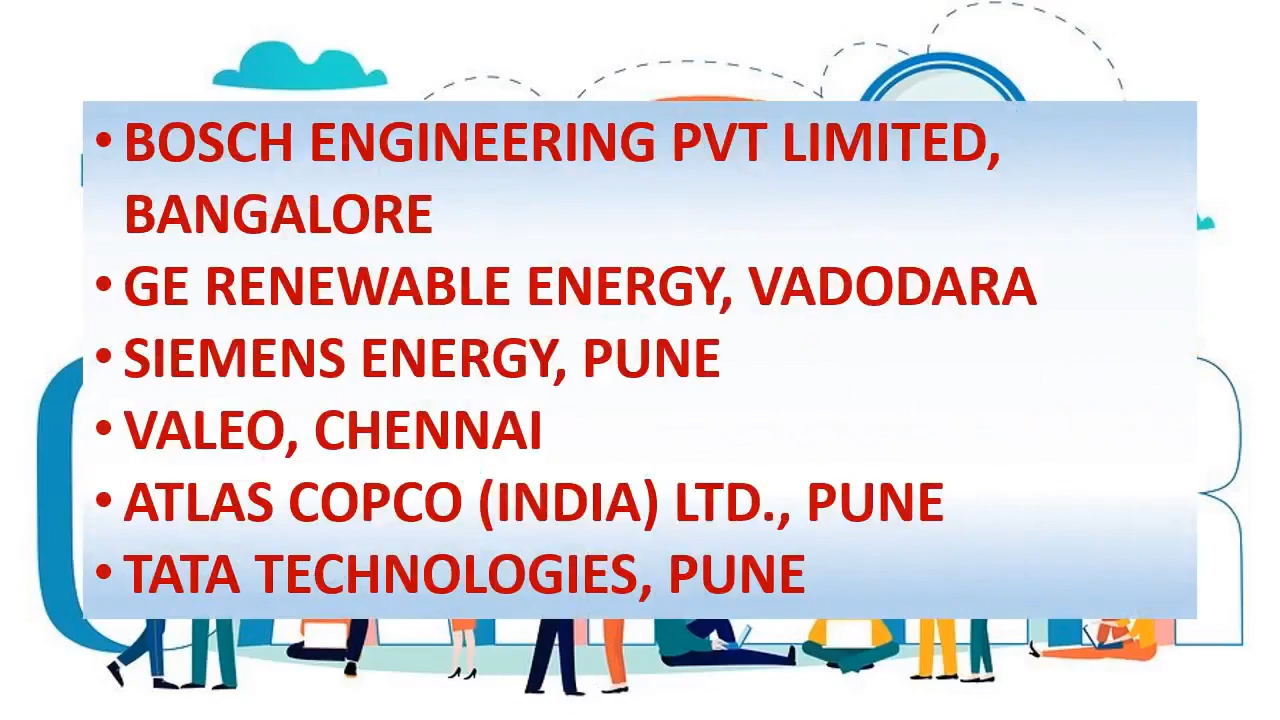 • BOSCH ENGINEERING PVT LIMITED,
BANGALORE
• GE RENEWABLE ENERGY, VADODARA
• SIEMENS ENERGY, PUNE
• VALEO, CHENNAI
• ATLAS COPCO (INDIA) LTD., PUNE
• TATA TECHNOLOGIES, PUNE